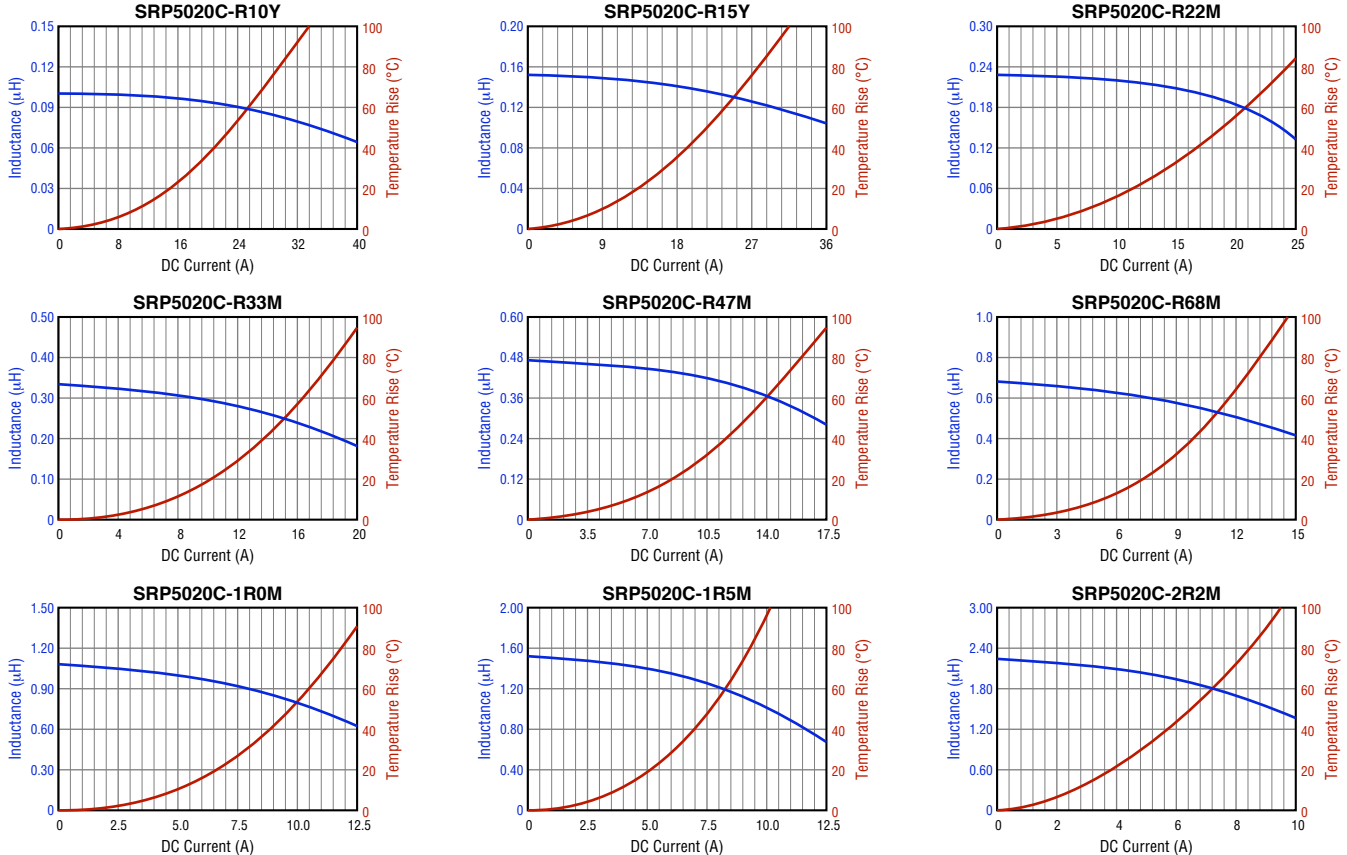 SRP5020C-R10Y
0.15
0.12
0.09
0.06
0.03
0
Inductance (μH)
100
80
60
40
20
0
Temperature Rise (°C)
0 8 16 24 32 40
DC Current (A)
SRP5020C-R15Y
0.20
0.16
0.12
0.08
0.04
0
Inductance (μH)
100
80
60
40
20
0
Temperature Rise (°C)
0 9 18 27 36
DC Current (A)
SRP5020C-R22M
0.30
0.24
0.18
0.12
0.06
0
Inductance (μH)
100
80
60
40
20
0
Temperature Rise (°C)
0 5 10 15 20 25
DC Current (A)
SRP5020C-R33M
0.50
0.40
0.30
0.20
0.10
0
Inductance (μH)
100
80
60
40
20
0
Temperature Rise (°C)
0 4 8 12 16 20
DC Current (A)
SRP5020C-R47M
0.60
0.48
0.36
0.24
0.12
0
Inductance (μH)
100
80
60
40
20
0
Temperature Rise (°C)
0 3.5 7.0 10.5 14.0 17.5
DC Current (A)
SRP5020C-R68M
1.0
0.8
0.6
0.4
0.2
0
Inductance (μH)
100
80
60
40
20
0
Temperature Rise (°C)
0 3 6 9 12 15
DC Current (A)
SRP5020C-1R0M
1.50
1.20
0.90
0.60
0.30
0
Inductance (μH)
100
80
60
40
20
0
Temperature Rise (°C)
0 2.5 5.0 7.5 10.0 12.5
DC Current (A)
SRP5020C-1R5M
2.00
1.60
1.20
0.80
0.40
0
Inductance (μH)
100
80
60
40
20
0
Temperature Rise (°C)
0 2.5 5.0 7.5 10.0 12.5
DC Current (A)
SRP5020C-2R2M
3.00
2.40
1.80
1.20
0.60
0
Inductance (μH)
100
80
60
40
20
0
Temperature Rise (°C)
0 2 4 6 8 10
DC Current (A)